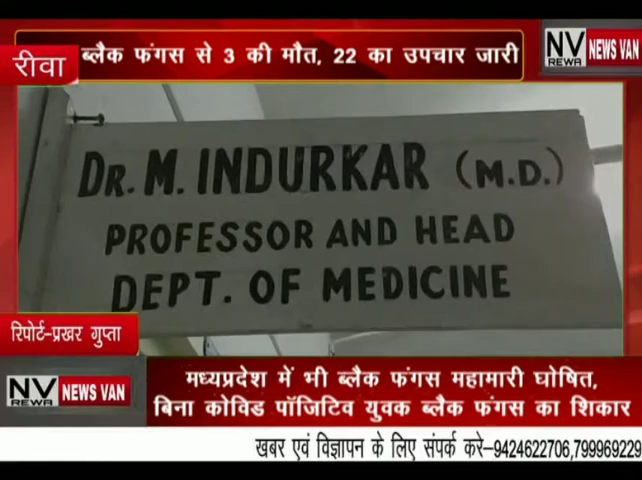 ब्लैक फंगस से 3 की मौत, 22 का उपचार जारी
रीवा
NV NEWS VAN
REWA
DR. M. INDURKAR (M.D.)
PROFESSOR AND HEAD
DEPT. OF MEDICINE
रिपोर्ट-प्रखर गुप्ता
NV NEWS VAN
REWA
मध्यप्रदेश में भी ब्लैक फंगस महामारी घोषित,
बिना कोविड पॉजिटिव युवक ब्लैक फंगस का शिकार
खबर एवं विज्ञापन के लिए संपर्क करे-9424622706,799969229